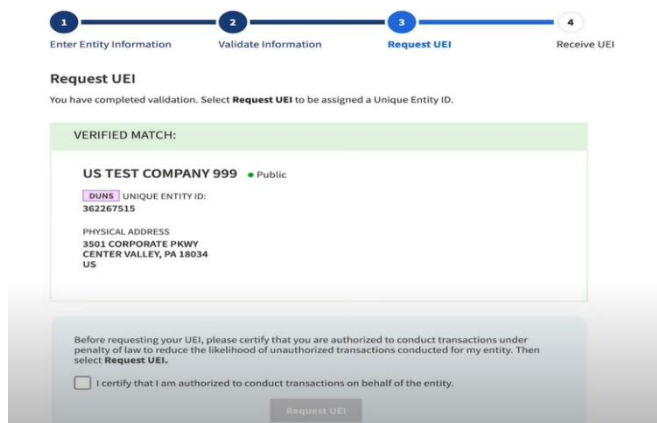 1 2 3 4
Enter Entity Information Validate Information Request UEI Receive UEI
Request UEI
You have completed validation. Select Request UEI to be assigned a Unique Entity ID.
VERIFIED MATCH:
US TEST COMPANY 999 • Public
DUNS UNIQUE ENTITY ID:
362267515
PHYSICAL ADDRESS
3501 CORPORATE PKWY
CENTER VALLEY, PA 18034
US
Before requesting your UEI, please certify that you are authorized to conduct transactions under
penalty of law to reduce the likelihood of unauthorized transactions conducted for my entity. Then
select Request UEI.
I certify that I am authorized to conduct transactions on behalf of the entity.
Request UEI